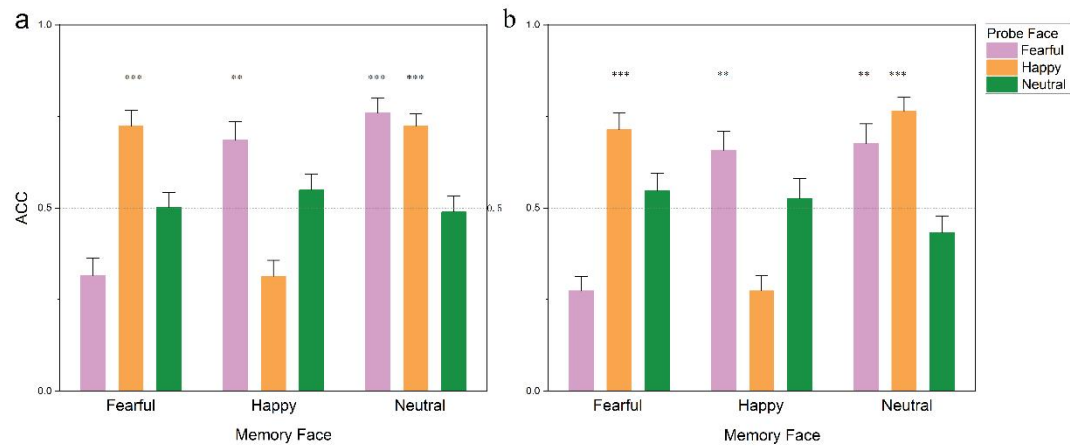 a
1.0
*** ** *** ***
ACC
0.5
0.5
0.0
Fearful Happy Neutral
Memory Face
b
1.0
*** ** ** ***
0.5
0.0
Fearful Happy Neutral
Memory Face
Probe Face
Fearful
Happy
Neutral